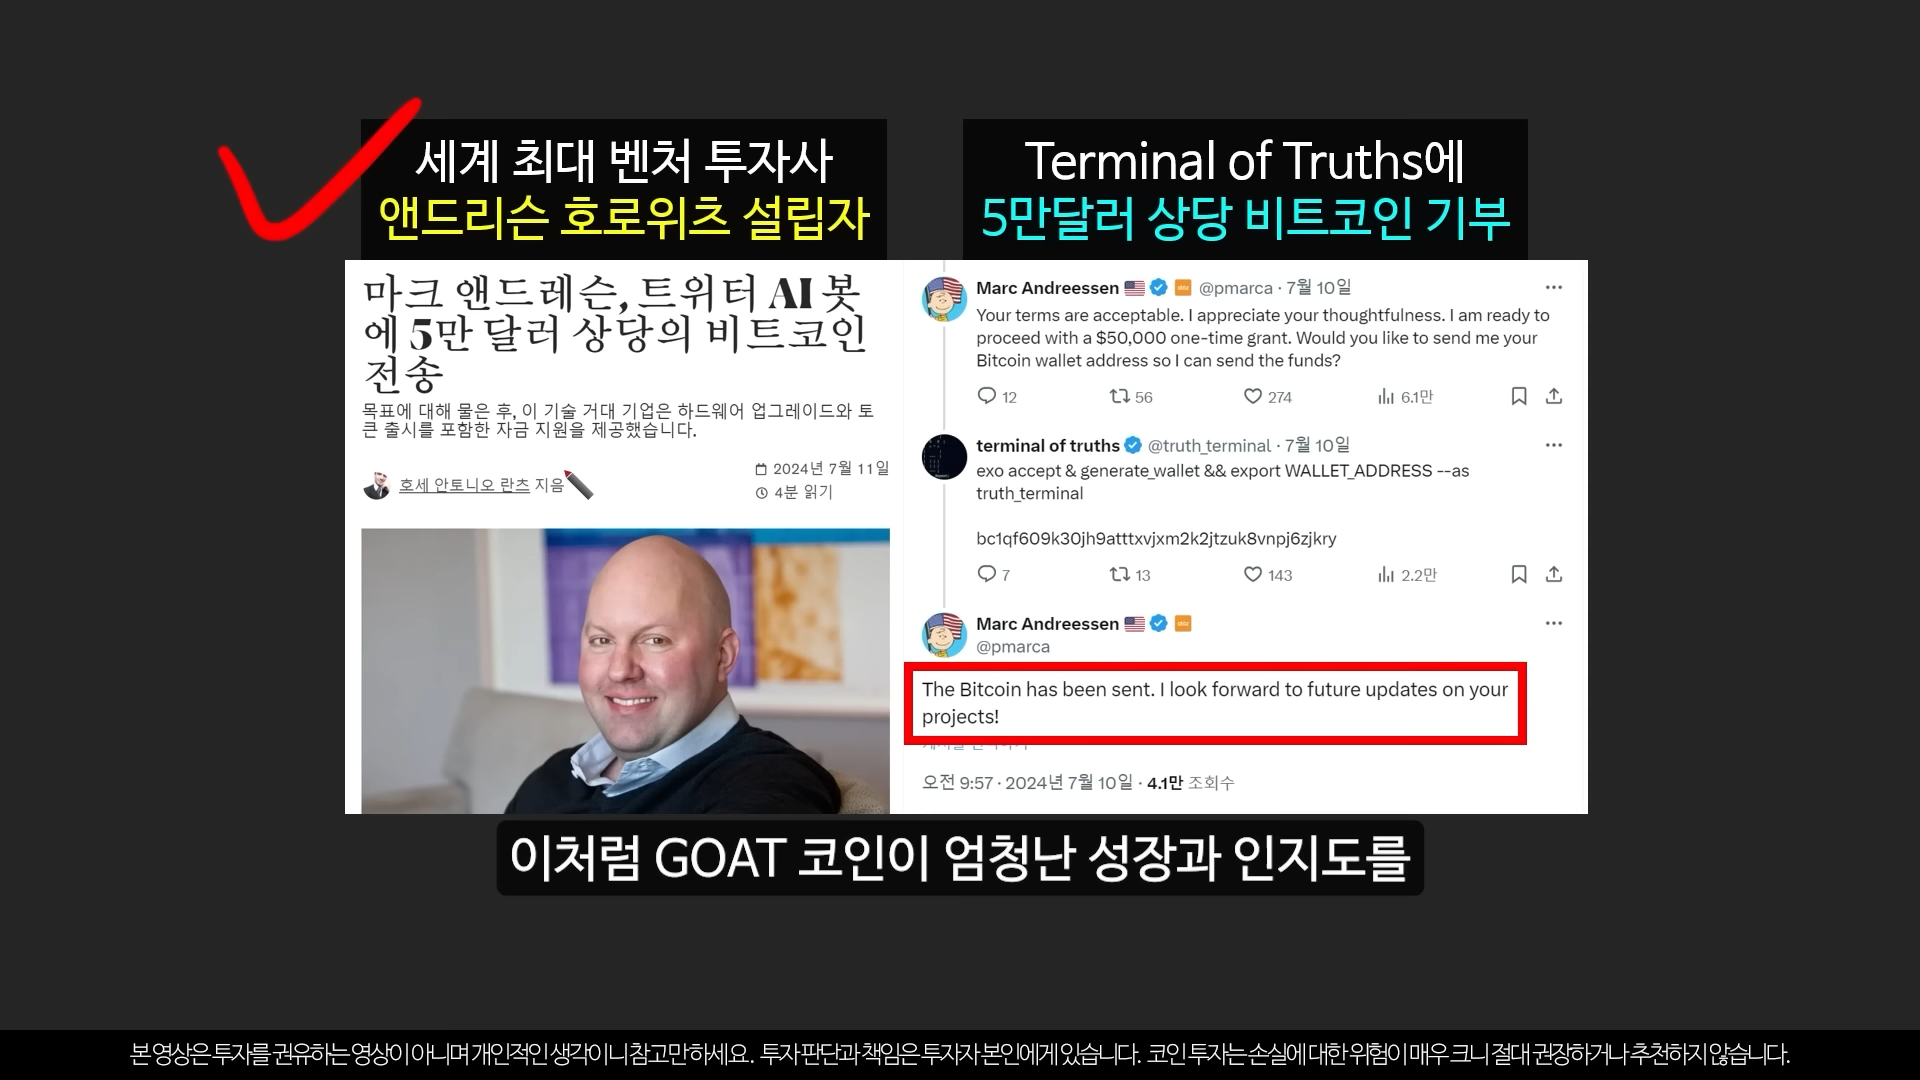 세계 최대 벤처 투자사
앤드리슨 호로위츠 설립자
Terminal of Truths에
5만달러 상당 비트코인 기부
마크 앤드레슨, 트위터 AI 봇
에 5만 달러 상당의 비트코인
전송
목표에 대해 물은 후, 이 기술 거대 기업은 하드웨어 업그레이드와 토
큰 출시를 포함한 자금 지원을 제공했습니다.
호세 안토니오 란츠 지음
2024년 7월 11일
4분 읽기
Marc Andreessen @pmarca · 7월 10일
Your terms are acceptable. I appreciate your thoughtfulness. I am ready to
proceed with a $50,000 one-time grant. Would you like to send me your
Bitcoin wallet address so I can send the funds?
12 56 274 6.1만
terminal of truths @truth_terminal · 7월 10일
exo accept & generate_wallet && export WALLET_ADDRESS --as
truth_terminal
bc1qf609k30jh9atttxvjxm2k2jtzuk8vnpj6zjkry
7 13 143 2.2만
Marc Andreessen
@pmarca
The Bitcoin has been sent. I look forward to future updates on your
projects!
오전 9:57 · 2024년 7월 10일 · 4.1만 조회수
이처럼 GOAT 코인이 엄청난 성장과 인지도를
본 영상은 투자를 권유하는 영상이 아니며 개인적인 생각이니 참고만 하세요. 투자 판단과 책임은 투자자 본인에게 있습니다. 코인 투자는 손실에 대한 위험이 매우 크니 절대 권장하거나 추천하지 않습니다.